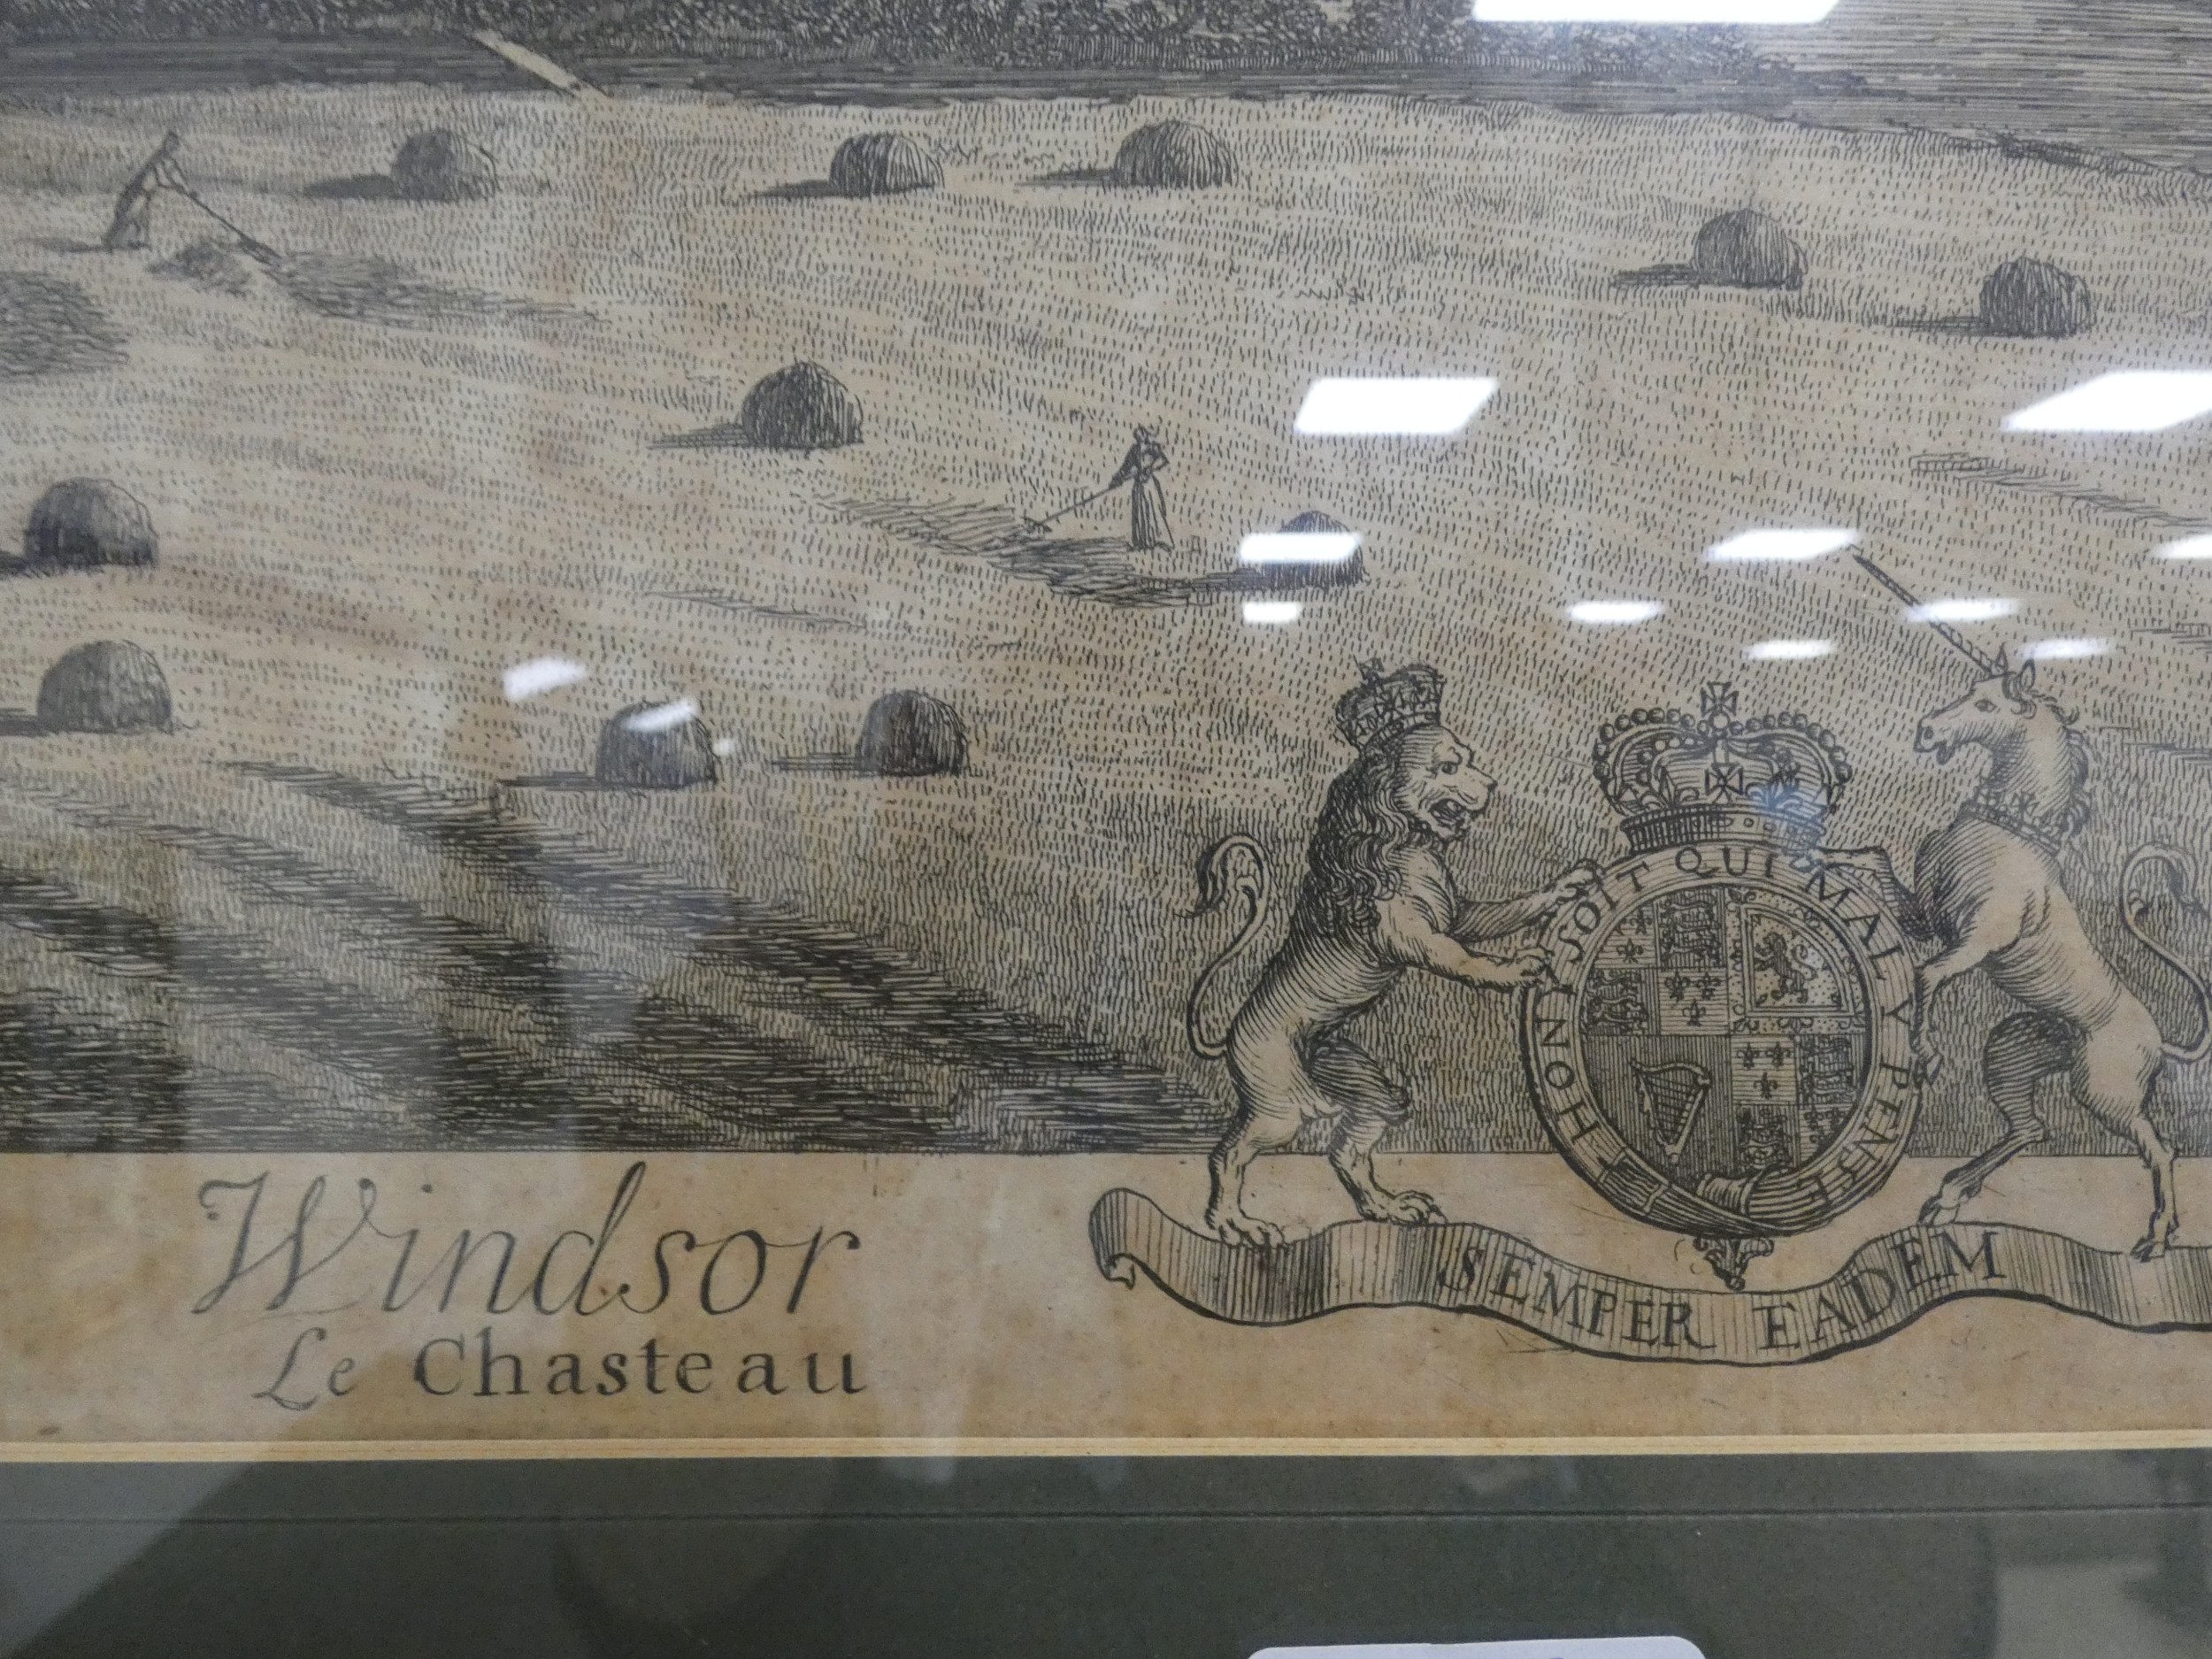 HONI SOIT QUI MAL Y PENSE
SEMPER EADEM
Windsor
Le Chasteau